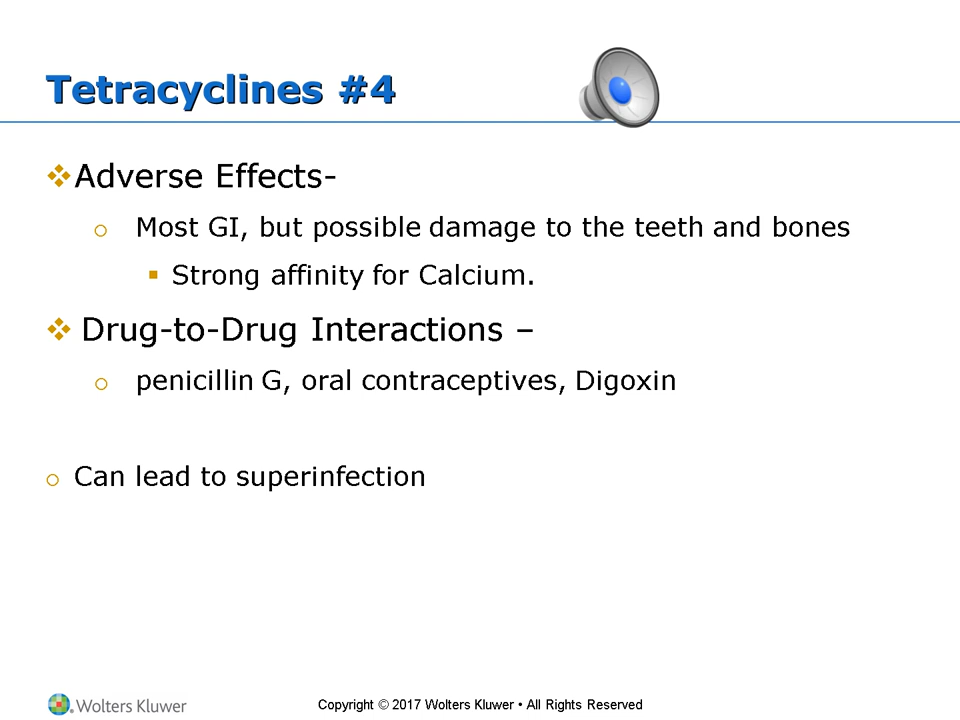 Tetracyclines #4
Adverse Effects-
Most GI, but possible damage to the teeth and bones
Strong affinity for Calcium.
Drug-to-Drug Interactions –
penicillin G, oral contraceptives, Digoxin
Can lead to superinfection
Wolters Kluwer
Copyright © 2017 Wolters Kluwer • All Rights Reserved